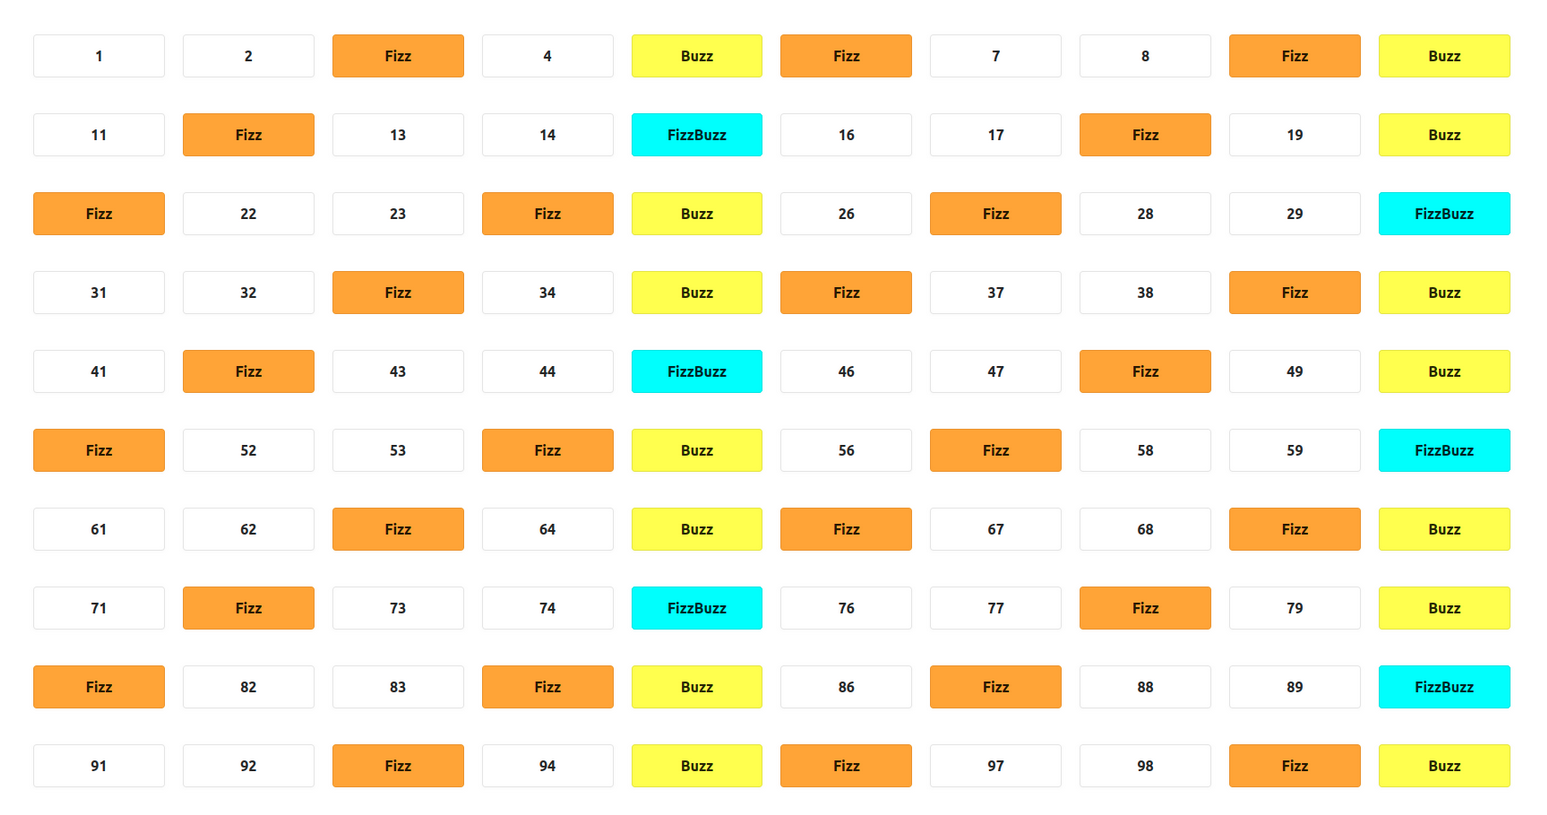 1 2 Fizz 4 Buzz Fizz 7 8 Fizz Buzz
11 Fizz 13 14 FizzBuzz 16 17 Fizz 19 Buzz
Fizz 22 23 Fizz Buzz 26 Fizz 28 29 FizzBuzz
31 32 Fizz 34 Buzz Fizz 37 38 Fizz Buzz
41 Fizz 43 44 FizzBuzz 46 47 Fizz 49 Buzz
Fizz 52 53 Fizz Buzz 56 Fizz 58 59 FizzBuzz
61 62 Fizz 64 Buzz Fizz 67 68 Fizz Buzz
71 Fizz 73 74 FizzBuzz 76 77 Fizz 79 Buzz
Fizz 82 83 Fizz Buzz 86 Fizz 88 89 FizzBuzz
91 92 Fizz 94 Buzz Fizz 97 98 Fizz Buzz